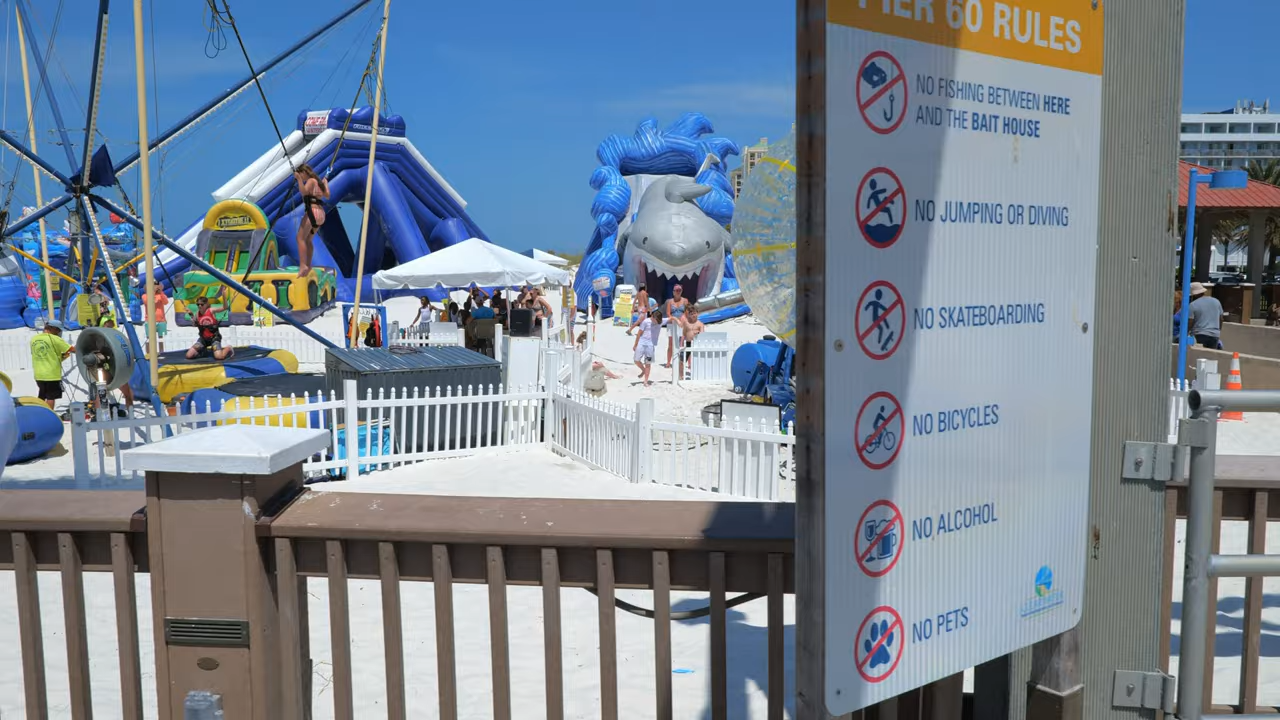 PIER 60 RULES
NO FISHING BETWEEN HERE
AND THE BAIT HOUSE
NO JUMPING OR DIVING
NO SKATEBOARDING
NO BICYCLES
NO ALCOHOL
NO PETS